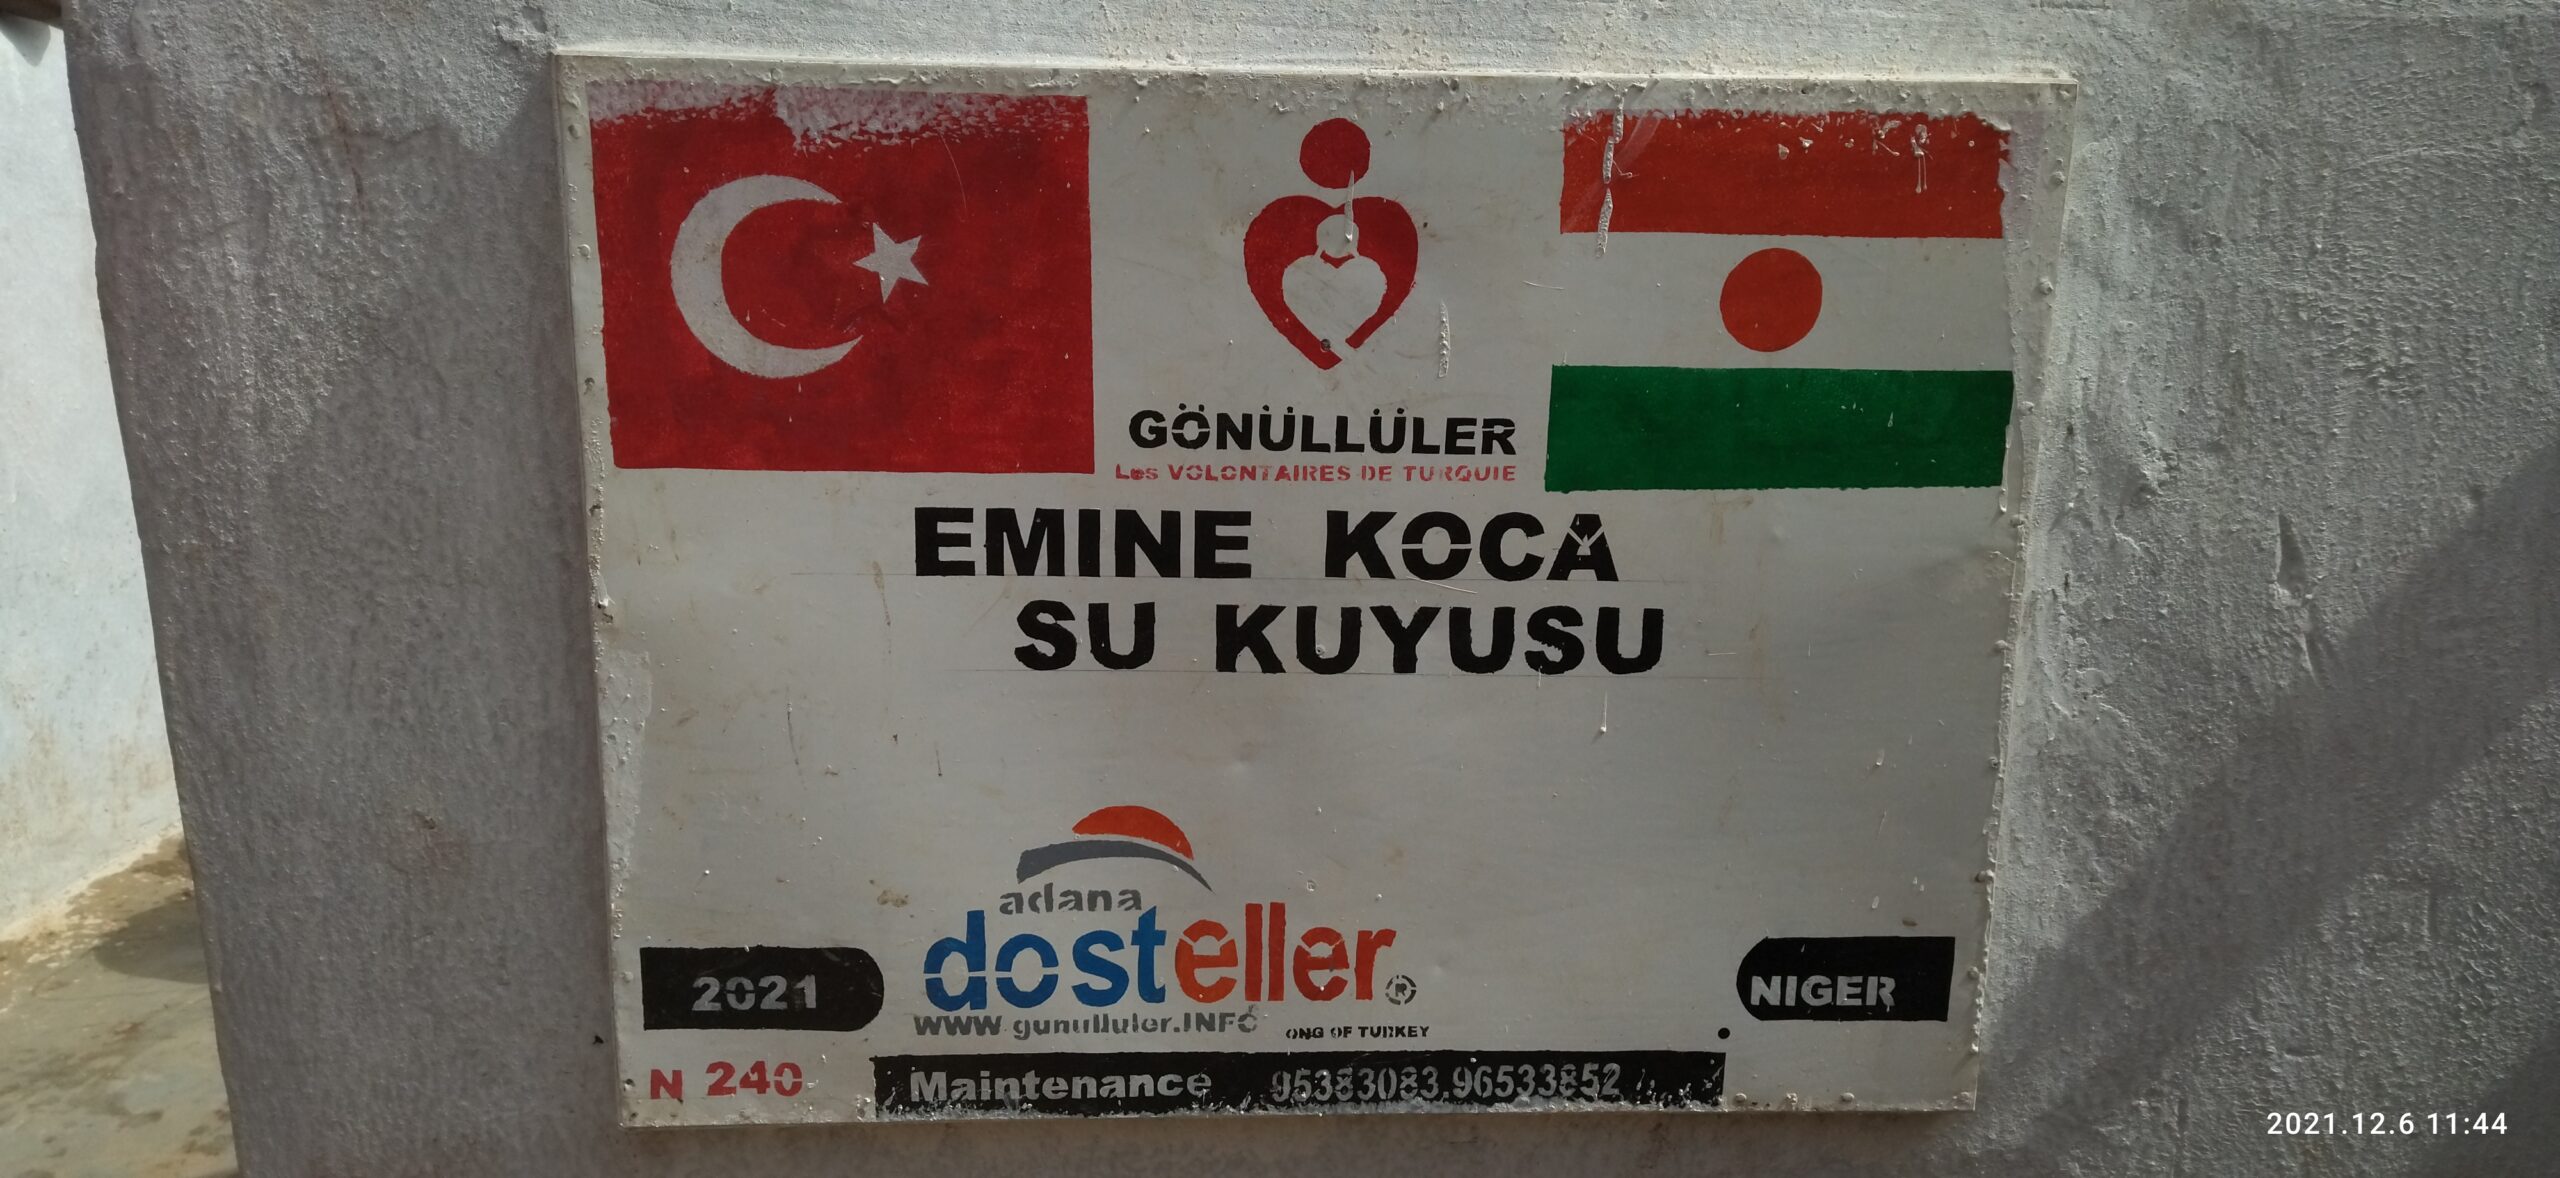 GÖNÜLLÜLER
Les VOLONTAIRES DE TURQUIE
EMINE KOCA
SU KUYUSU
adana
dosteller®
www.gunulluler.INFO
ONG OF TURKEY
2021
NIGER
N 240
Maintenance 95383083.96533852
2021.12.6 11:44